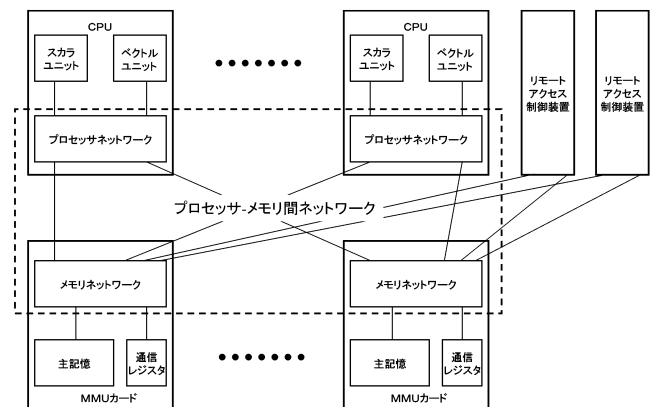 CPU
スカラ
ユニット
ベクトル
ユニット
プロセッサネットワーク
CPU
スカラ
ユニット
ベクトル
ユニット
プロセッサネットワーク
リモート
アクセス
制御装置
リモート
アクセス
制御装置
プロセッサ-メモリ間ネットワーク
メモリネットワーク
主記憶
通信
レジスタ
MMUカード
メモリネットワーク
主記憶
通信
レジスタ
MMUカード